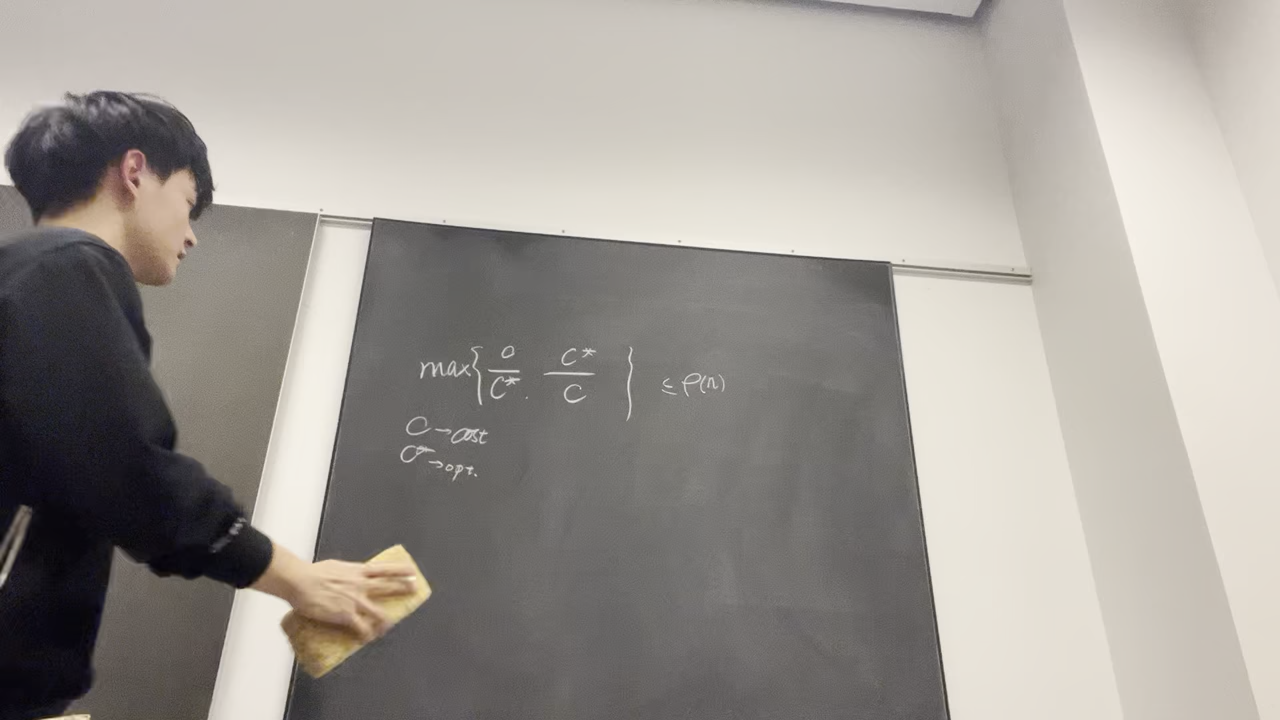 max{ O/C*, C*/C } ≤ ρ(n)
C → cost
C* → opt.